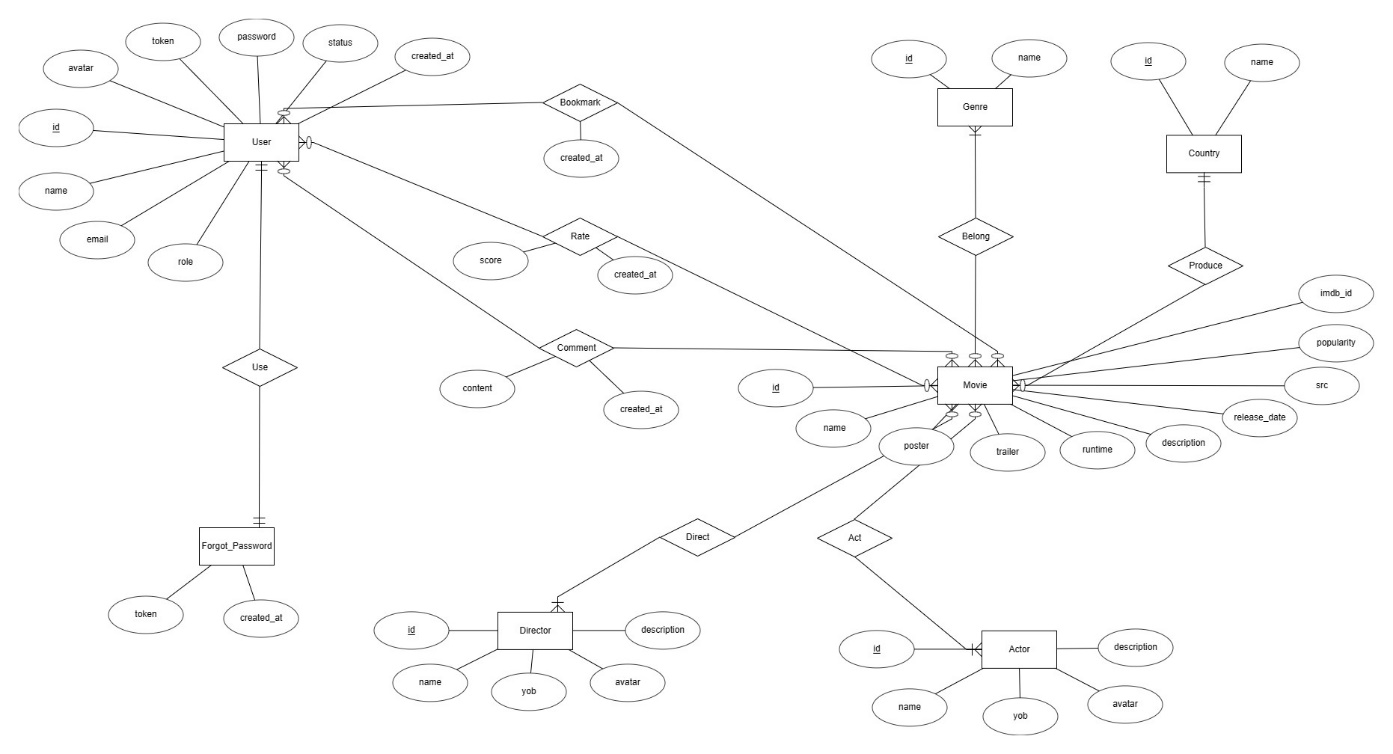 token
password
status
created_at
avatar
id
User
name
email
role
Bookmark
created_at
Rate
score
created_at
Comment
content
created_at
Use
Forgot_Password
token
created_at
id
name
Genre
id
name
Country
Belong
Produce
imdb_id
popularity
src
release_date
description
runtime
trailer
poster
name
id
Movie
Direct
Act
id
Director
description
name
yob
avatar
id
Actor
description
name
yob
avatar